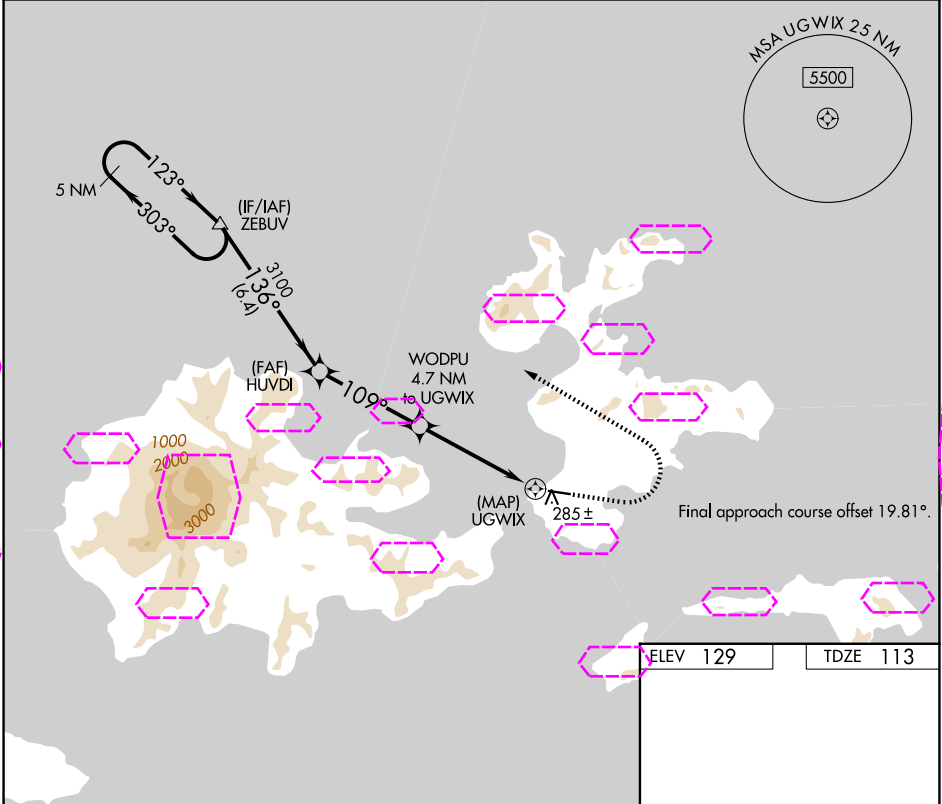 MSA UGWIX 25 NM
5500
123°
5 NM
303°
(IF/IAF)
ZEBUV
3100
136°
(6.4)
(FAF)
HUVDI
109°
WODPU
4.7 NM
to UGWIX
1000
2000
3000
(MAP)
UGWIX
285 ±
Final approach course offset 19.81°.
ELEV 129
TDZE 113